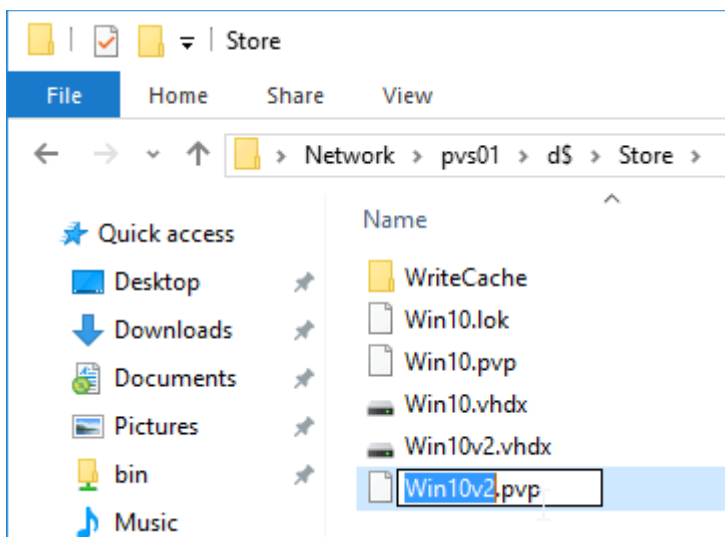 Store
File Home Share View
Network > pvs01 > d$ > Store >
Name
Quick access
Desktop
Downloads
Documents
Pictures
bin
Music
WriteCache
Win10.lok
Win10.pvp
Win10.vhdx
Win10v2.vhdx
Win10v2.pvp